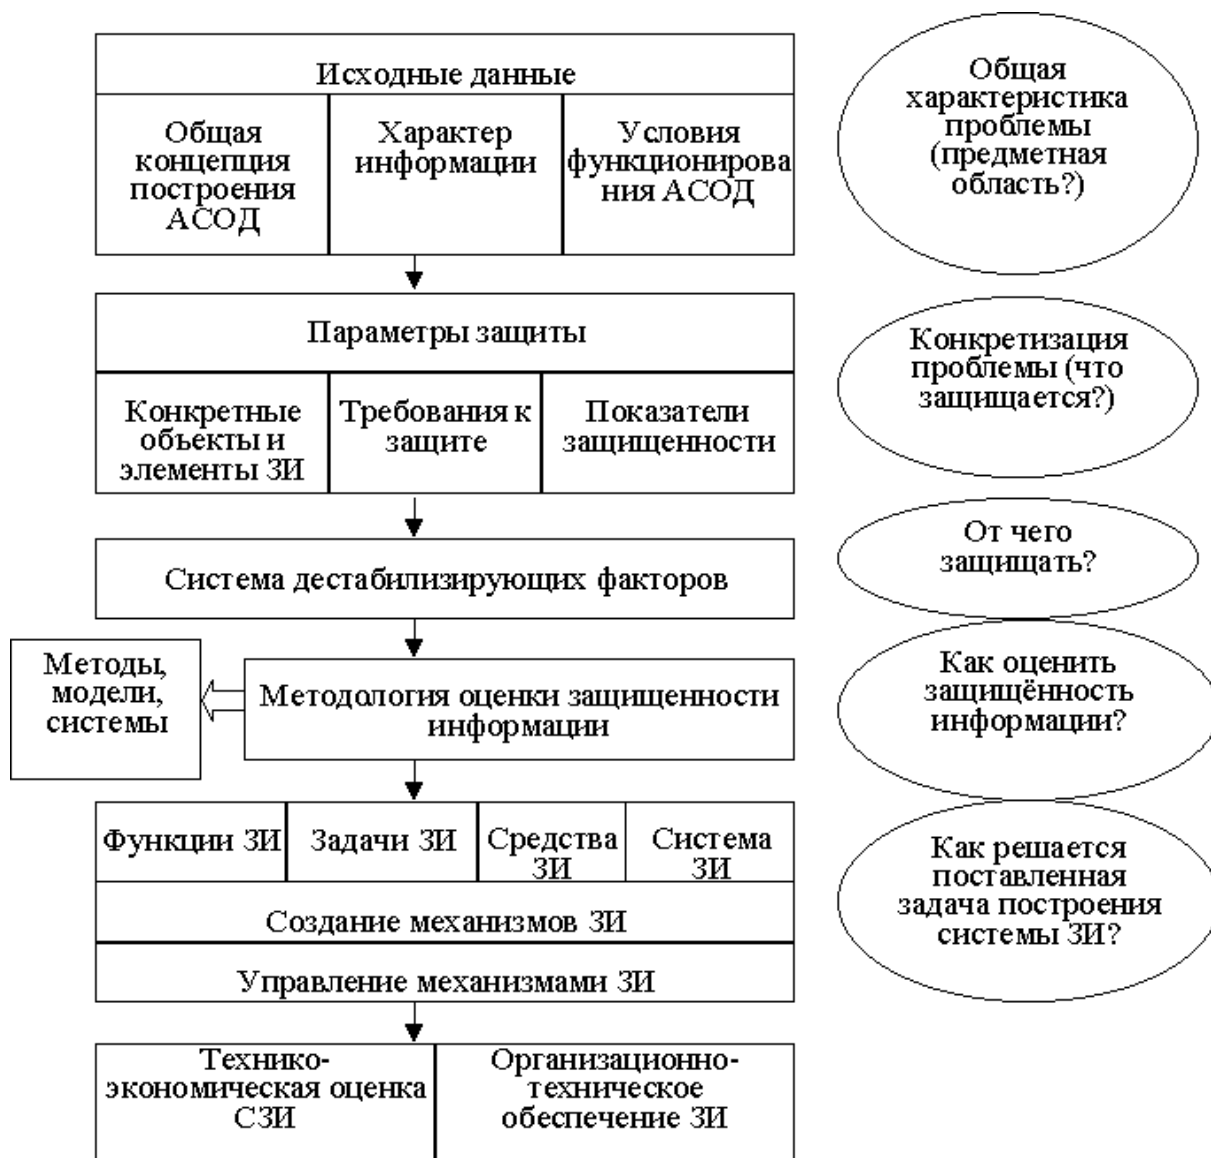 Исходные данные
Общая
концепция
построения
АСОД
Характер
информации
Условия
функционирова
ния АСОД
Общая
характеристика
проблемы
(предметная
область?)
Параметры защиты
Конкретные
объекты и
элементы ЗИ
Требования к
защите
Показатели
защищенности
Конкретизация
проблемы (что
защищается?)
Система дестабилизирующих факторов
От чего
защищать?
Методы,
модели,
системы
Методология оценки защищенности
информации
Как оценить
защищённость
информации?
Функции ЗИ
Задачи ЗИ
Средства
ЗИ
Система
ЗИ
Создание механизмов ЗИ
Управление механизмами ЗИ
Как решается
поставленная
задача построения
системы ЗИ?
Технико-
экономическая оценка
СЗИ
Организационно-
техническое
обеспечение ЗИ